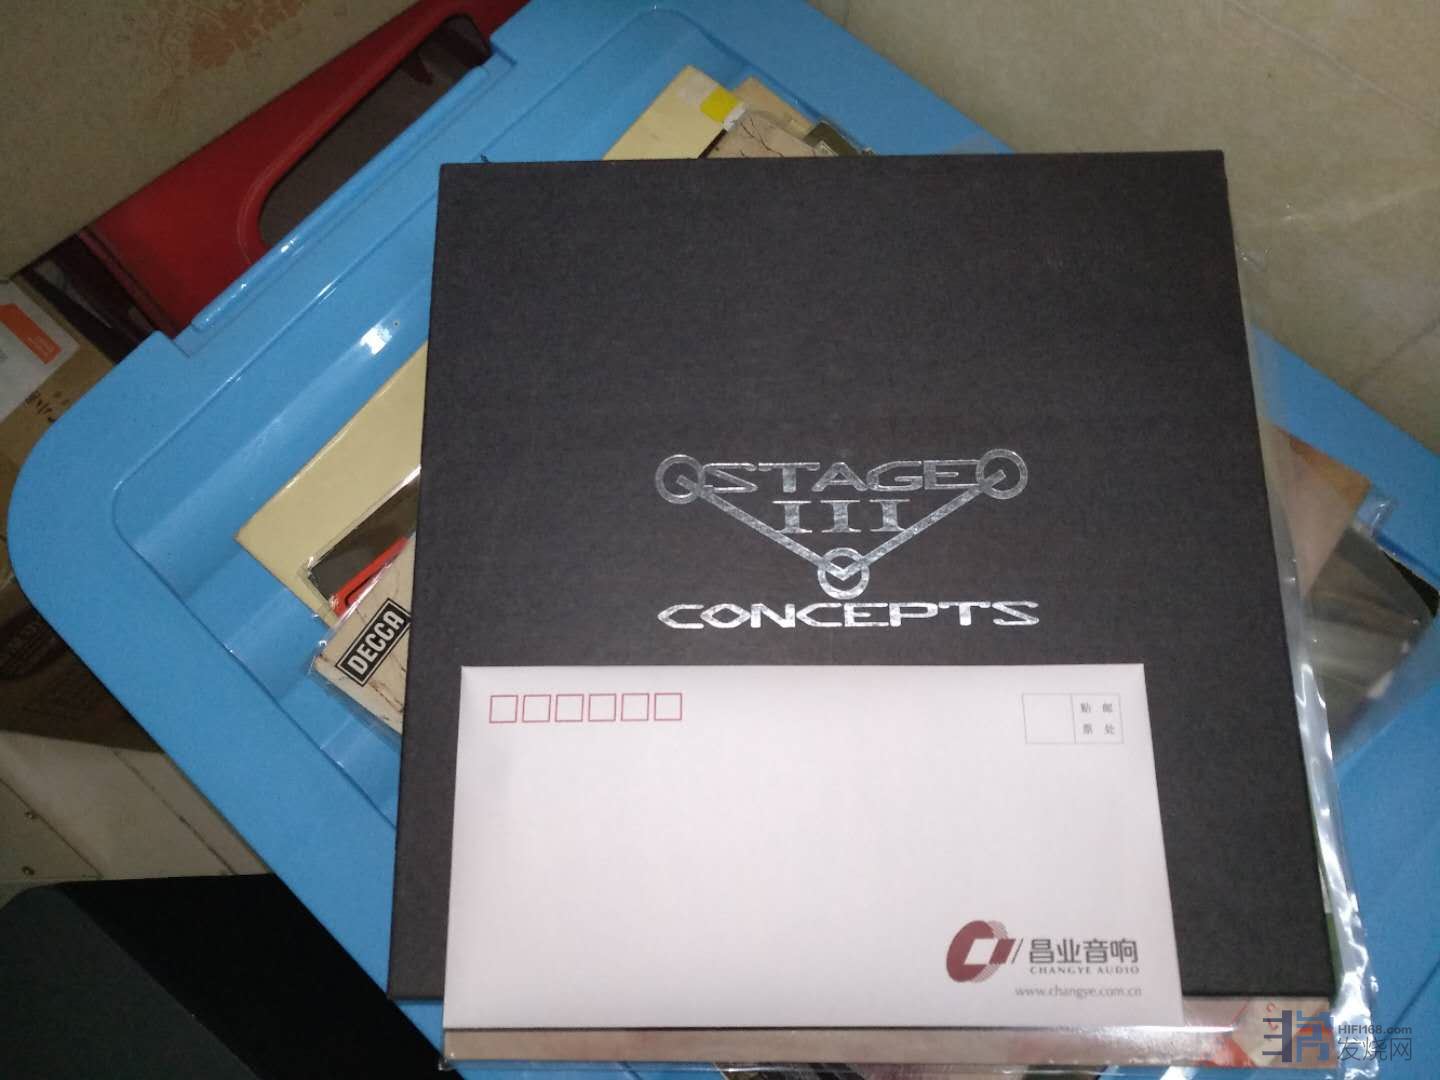 STAGE
III
CONCEPTS
DECCA
贴 邮
票 处
昌业音响
CHANGYE AUDIO
www.changye.com.cn
HIFI168.com
发烧网